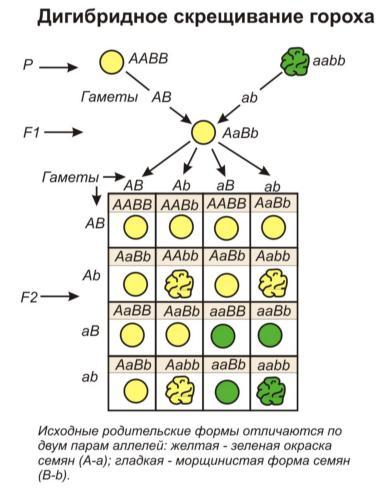 Дигибридное скрещивание гороха
P
AABB
aabb
Гаметы AB
ab
F1
AaBb
Гаметы
AB Ab aB ab
AABB AABb AABB AaBb
AB
AaBb AAbb AaBb Aabb
Ab
F2
AaBB AaBb aaBB aaBb
aB
AaBb Aabb aaBb aabb
ab
Исходные родительские формы отличаются по
двум парам аллелей: желтая - зеленая окраска
семян (A-a); гладкая - морщинистая форма семян
(B-b).